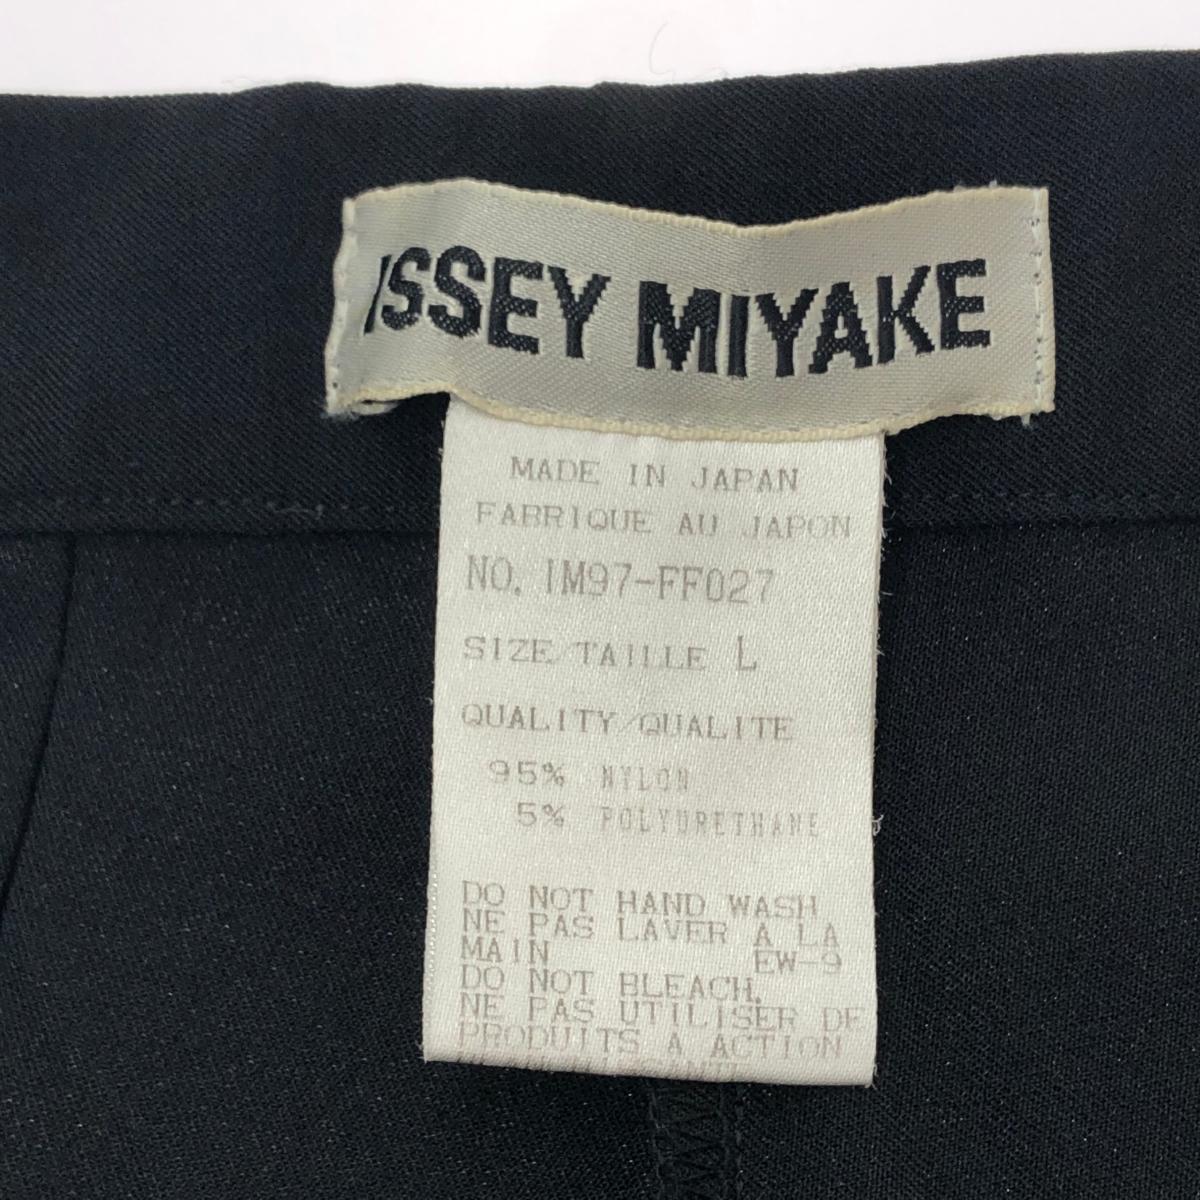 ISSEY MIYAKE
MADE IN JAPAN
FABRIQUE AU JAPON
NO. IM97-FF027
SIZE/TAILLE L
QUALITY/QUALITE
95% NYLON
5% POLYURETHANE
DO NOT HAND WASH
NE PAS LAVER A LA
MAIN EW-9
DO NOT BLEACH.
NE PAS UTILISER DE
PRODUITS A ACTION